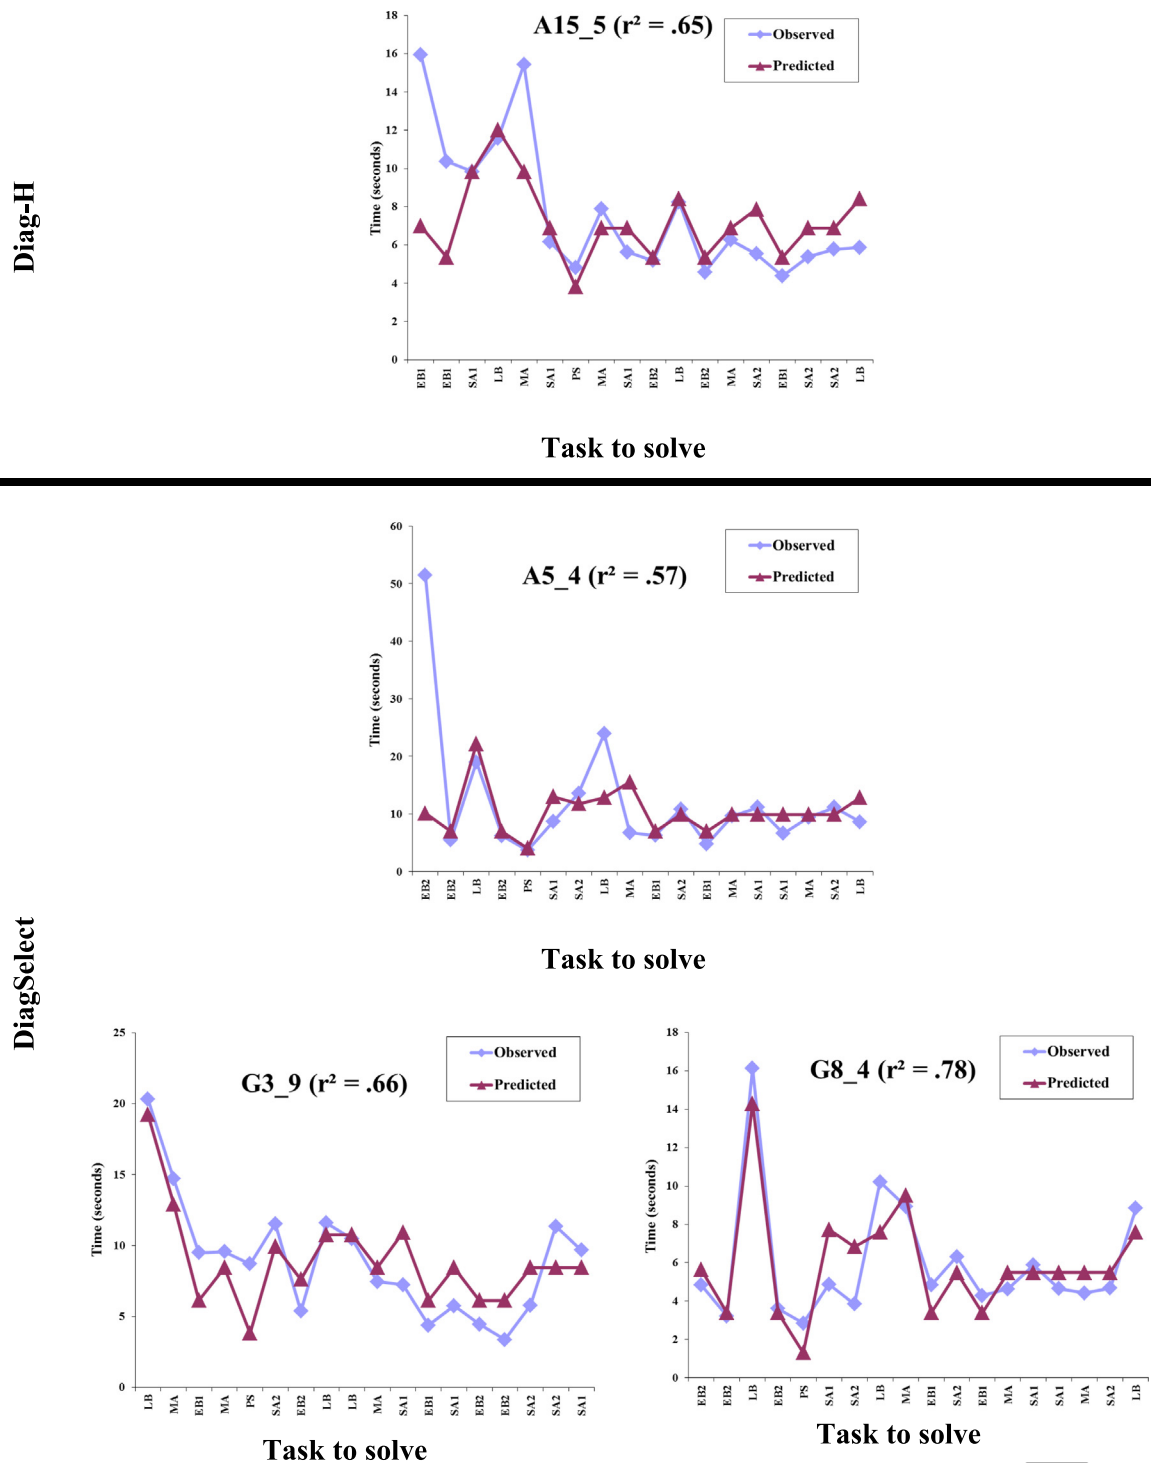 Diag-H
A15_5 (r² = .65)
Observed
Predicted
Time (seconds)
18
16
14
12
10
8
6
4
2
0
EB1 EB1 SA1 LB MA SA1 PS MA SA1 EB2 LB EB2 MA SA2 EB1 SA2 SA2 LB
Task to solve
DiagSelect
A5_4 (r² = .57)
Observed
Predicted
Time (seconds)
60
50
40
30
20
10
0
EB2 EB2 LB EB2 PS SA1 SA2 LB MA EB1 SA2 EB1 MA SA1 SA1 MA SA2 LB
Task to solve
G3_9 (r² = .66)
Observed
Predicted
Time (seconds)
25
20
15
10
5
0
LB MA EB1 MA PS SA2 EB2 LB LB MA SA1 EB1 SA1 EB2 EB2 SA2 SA2 SA1
Task to solve
G8_4 (r² = .78)
Observed
Predicted
Time (seconds)
18
16
14
12
10
8
6
4
2
0
EB2 EB2 LB EB2 PS SA1 SA2 LB MA EB1 SA2 EB1 MA SA1 SA1 MA SA2 LB
Task to solve